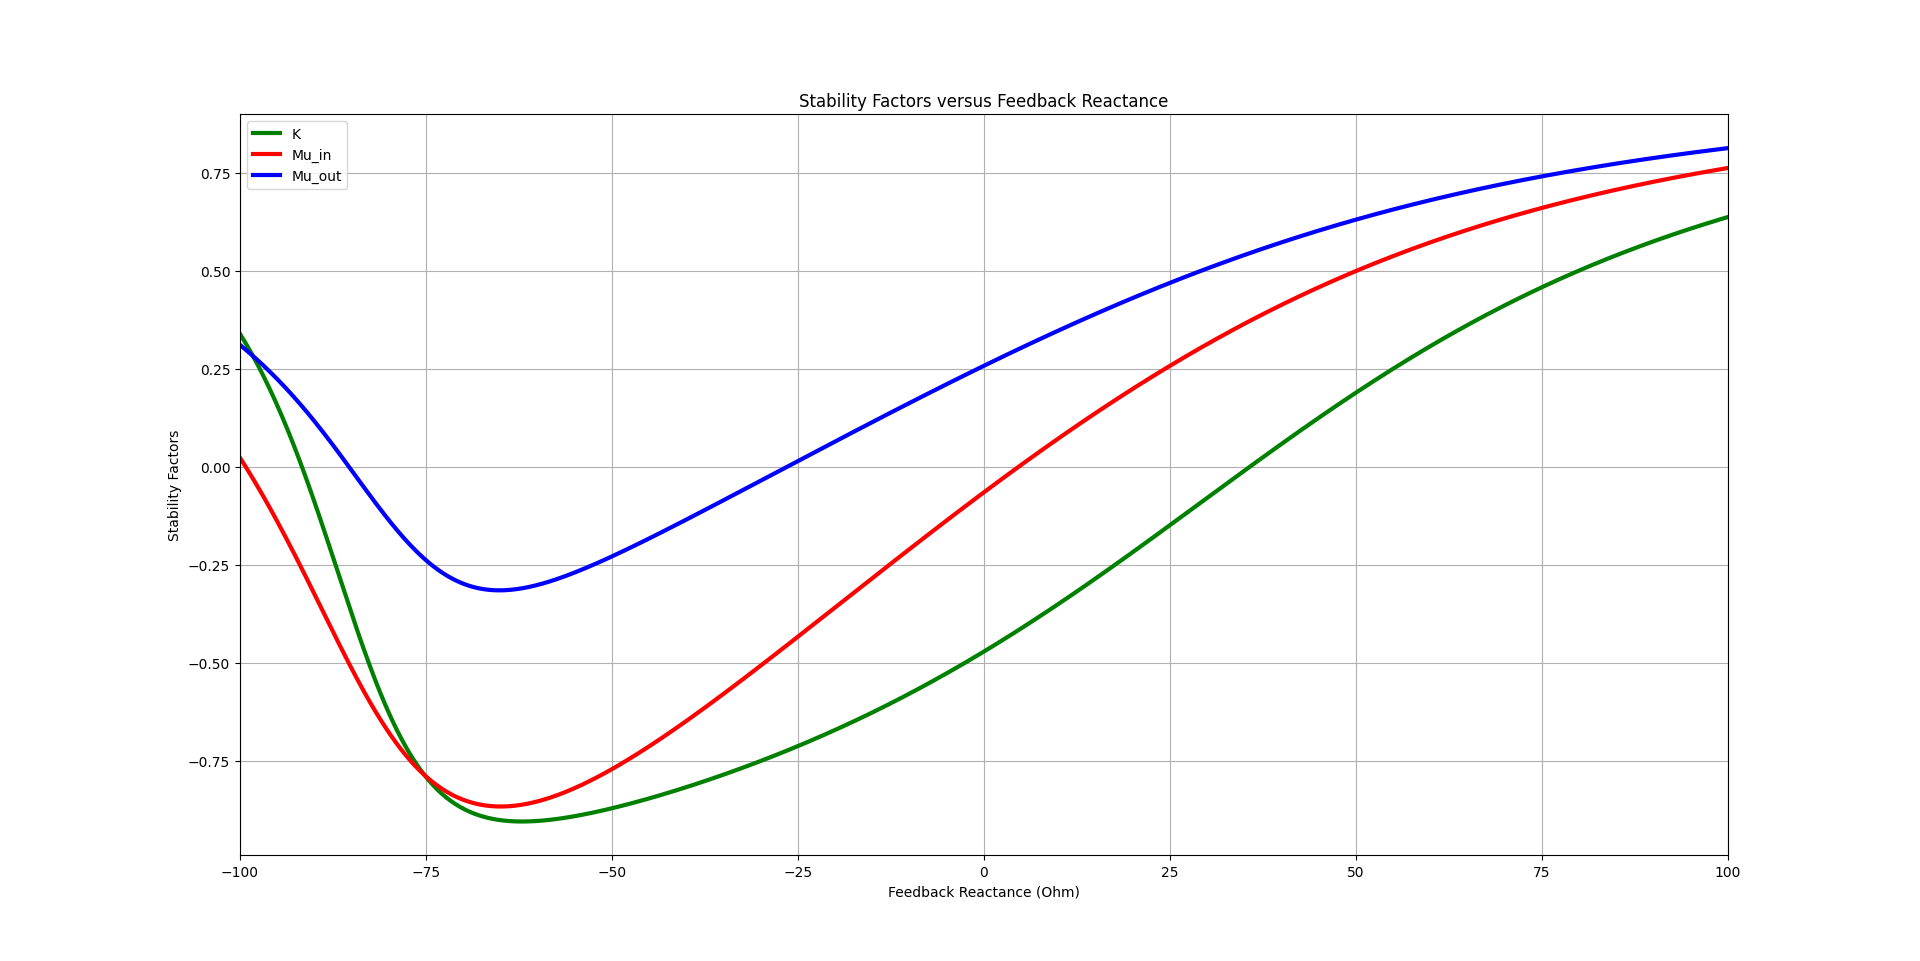 Stability Factors versus Feedback Reactance
K
Mu_in
Mu_out
0.75
0.50
0.25
0.00
−0.25
−0.50
−0.75
Stability Factors
−100 −75 −50 −25 0 25 50 75 100
Feedback Reactance (Ohm)